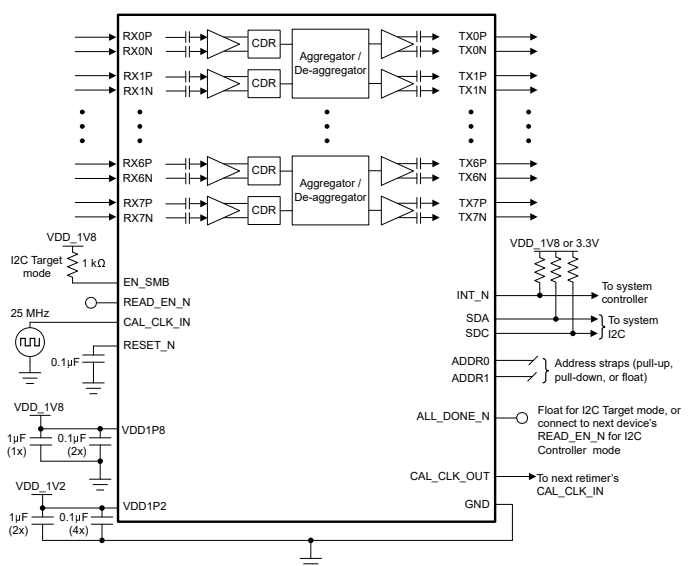 RX0P
RX0N
CDR
Aggregator /
De-aggregator
TX0P
TX0N
RX1P
RX1N
CDR
TX1P
TX1N
RX6P
RX6N
CDR
Aggregator /
De-aggregator
TX6P
TX6N
RX7P
RX7N
CDR
TX7P
TX7N
VDD_1V8
I2C Target
mode
1 kΩ
EN_SMB
READ_EN_N
25 MHz
CAL_CLK_IN
RESET_N
0.1μF
VDD_1V8
VDD1P8
1μF
(1x)
0.1μF
(2x)
VDD_1V2
VDD1P2
1μF
(2x)
0.1μF
(4x)
VDD_1V8 or 3.3V
INT_N
To system
controller
SDA
SDC
To system
I2C
ADDR0
ADDR1
Address straps (pull-up,
pull-down, or float)
ALL_DONE_N
Float for I2C Target mode, or
connect to next device's
READ_EN_N for I2C
Controller mode
CAL_CLK_OUT
To next retimer's
CAL_CLK_IN
GND